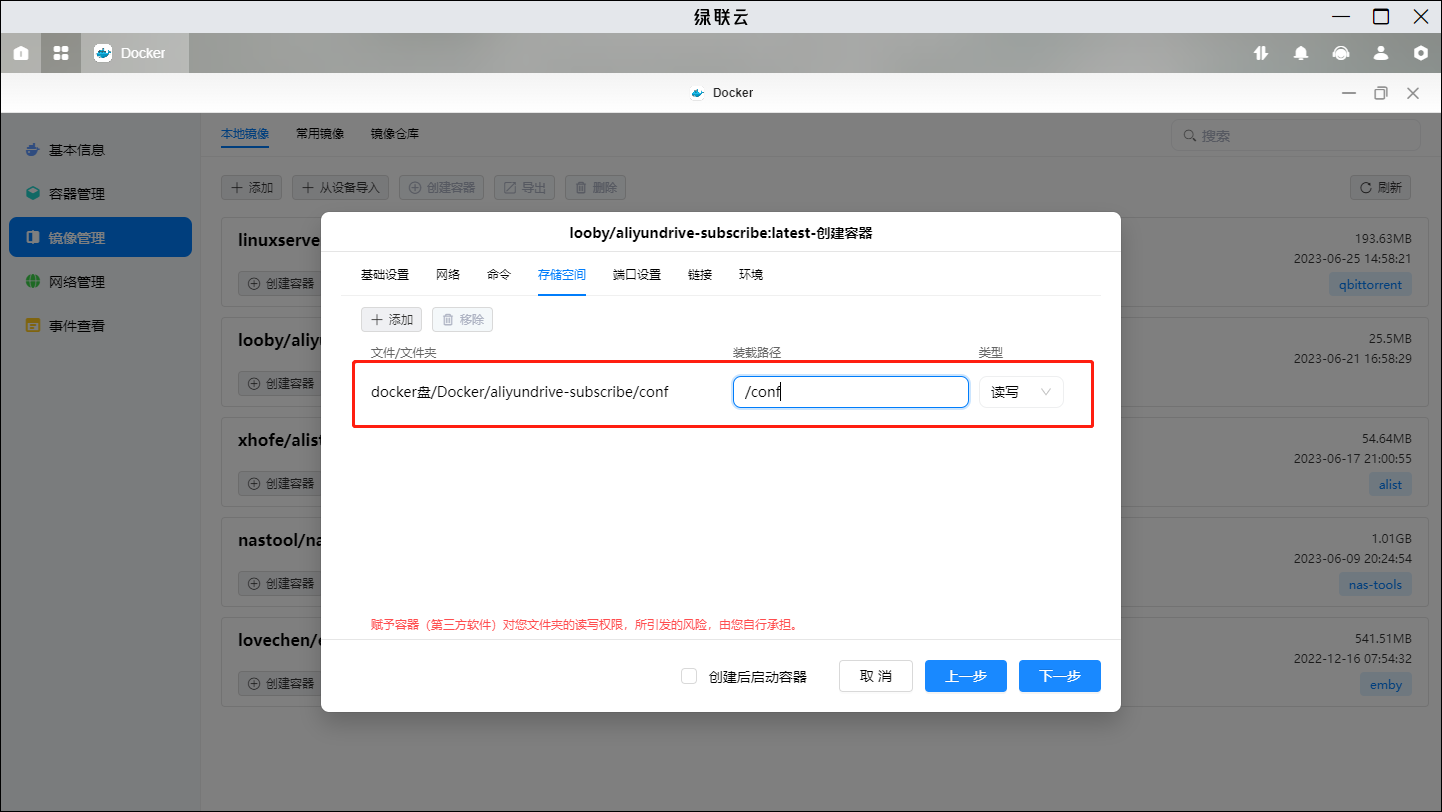 绿联云
Docker
Docker
基本信息
容器管理
镜像管理
网络管理
事件查看
本地镜像 常用镜像 镜像仓库
搜索
添加 从设备导入 创建容器 导出 删除 刷新
linuxserve
193.63MB
2023-06-25 14:58:21
创建容器
qbittorrent
looby/aliyu
25.5MB
2023-06-21 16:58:29
创建容器
xhofe/alist
54.64MB
2023-06-17 21:00:55
创建容器
alist
nastool/na
1.01GB
2023-06-09 20:24:54
创建容器
nas-tools
lovechen/e
541.51MB
2022-12-16 07:54:32
创建容器
emby
looby/aliyundrive-subscribe:latest-创建容器
基础设置 网络 命令 存储空间 端口设置 链接 环境
添加 移除
文件/文件夹 装载路径 类型
docker盘/Docker/aliyundrive-subscribe/conf /conf 读写
赋予容器（第三方软件）对您文件夹的读写权限，所引发的风险，由您自行承担。
创建后启动容器 取 消 上一步 下一步